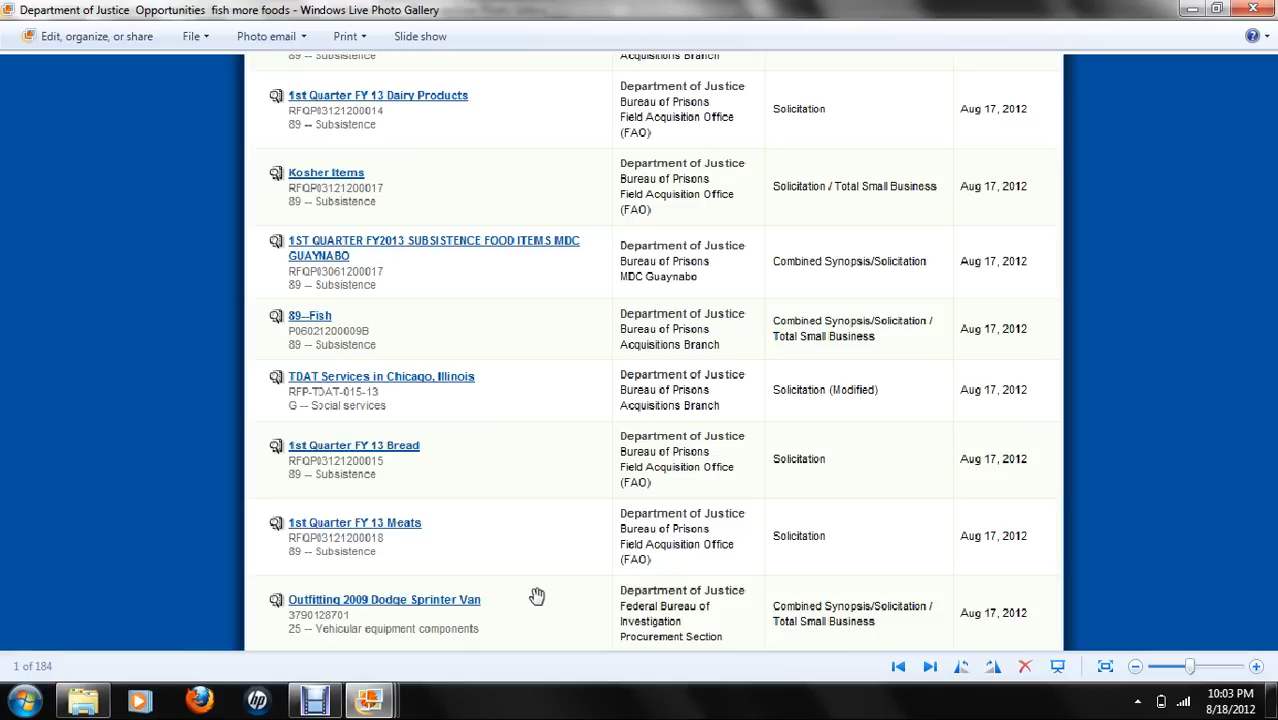 Department of Justice  Opportunities  fish more foods - Windows Live Photo Gallery
Edit, organize, or share
File
Photo email
Print
Slide show
89 -- Subsistence
Acquisitions Branch
1st Quarter FY 13 Dairy Products
RFQP03121200014
89 -- Subsistence
Department of Justice
Bureau of Prisons
Field Acquisition Office
(FAO)
Solicitation
Aug 17, 2012
Kosher Items
RFQP03121200017
89 -- Subsistence
Department of Justice
Bureau of Prisons
Field Acquisition Office
(FAO)
Solicitation / Total Small Business
Aug 17, 2012
1ST QUARTER FY2013 SUBSISTENCE FOOD ITEMS MDC
GUAYNABO
RFQP03061200017
89 -- Subsistence
Department of Justice
Bureau of Prisons
MDC Guaynabo
Combined Synopsis/Solicitation
Aug 17, 2012
89--Fish
P06021200009B
89 -- Subsistence
Department of Justice
Bureau of Prisons
Acquisitions Branch
Combined Synopsis/Solicitation /
Total Small Business
Aug 17, 2012
TDAT Services in Chicago, Illinois
RFP-TDAT-015-13
G -- Social services
Department of Justice
Bureau of Prisons
Acquisitions Branch
Solicitation (Modified)
Aug 17, 2012
1st Quarter FY 13 Bread
RFQP03121200015
89 -- Subsistence
Department of Justice
Bureau of Prisons
Field Acquisition Office
(FAO)
Solicitation
Aug 17, 2012
1st Quarter FY 13 Meats
RFQP03121200018
89 -- Subsistence
Department of Justice
Bureau of Prisons
Field Acquisition Office
(FAO)
Solicitation
Aug 17, 2012
Outfitting 2009 Dodge Sprinter Van
3790128701
25 -- Vehicular equipment components
Department of Justice
Federal Bureau of
Investigation
Procurement Section
Combined Synopsis/Solicitation /
Total Small Business
Aug 17, 2012
1 of 184
hp
10:03 PM
8/18/2012